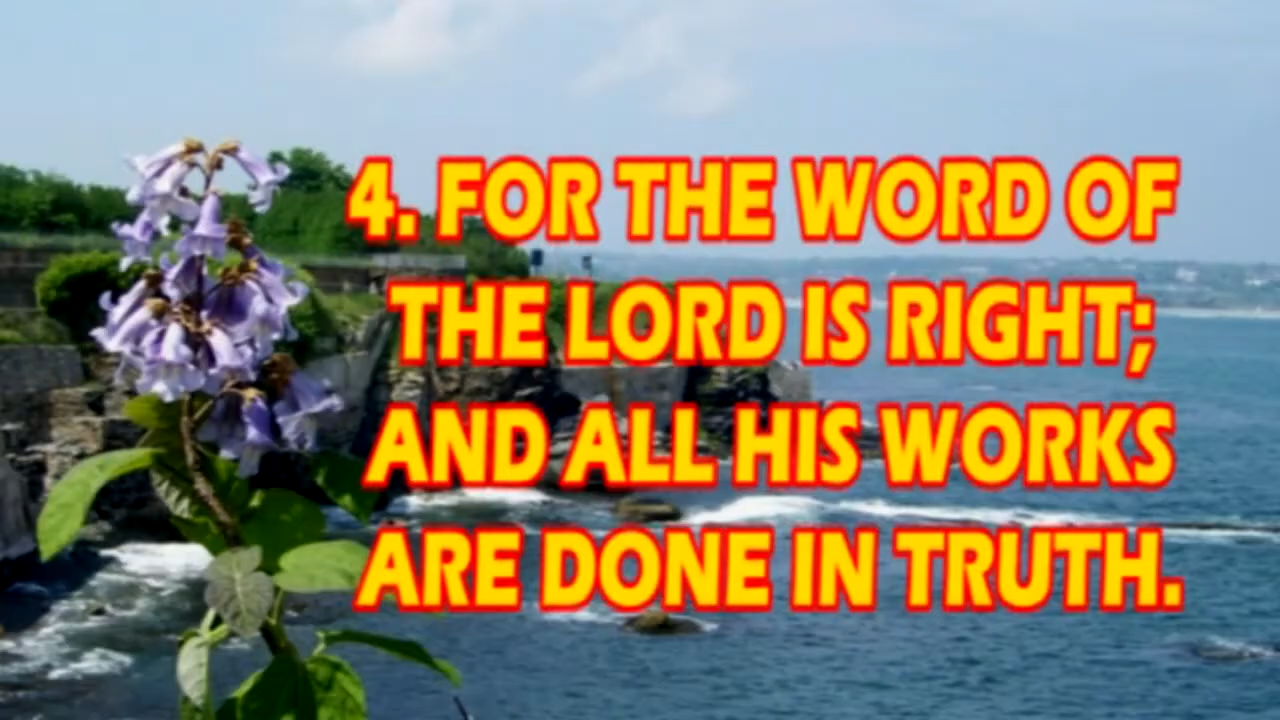 4. FOR THE WORD OF
THE LORD IS RIGHT;
AND ALL HIS WORKS
ARE DONE IN TRUTH.